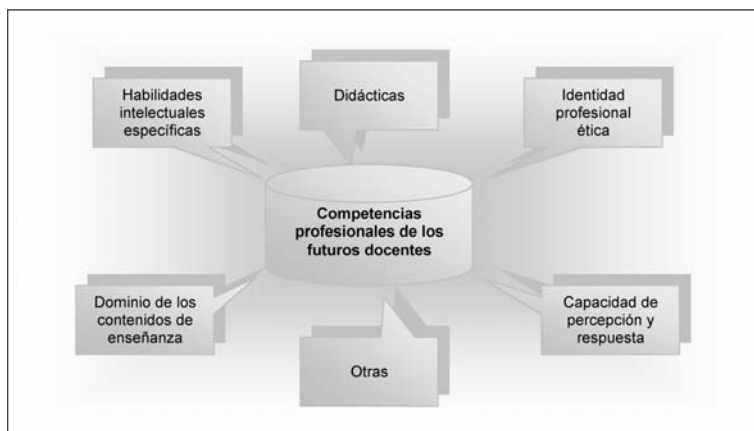 Habilidades
intelectuales
específicas
Didácticas
Identidad
profesional
ética
Competencias
profesionales de los
futuros docentes
Dominio de los
contenidos de
enseñanza
Otras
Capacidad de
percepción y
respuesta